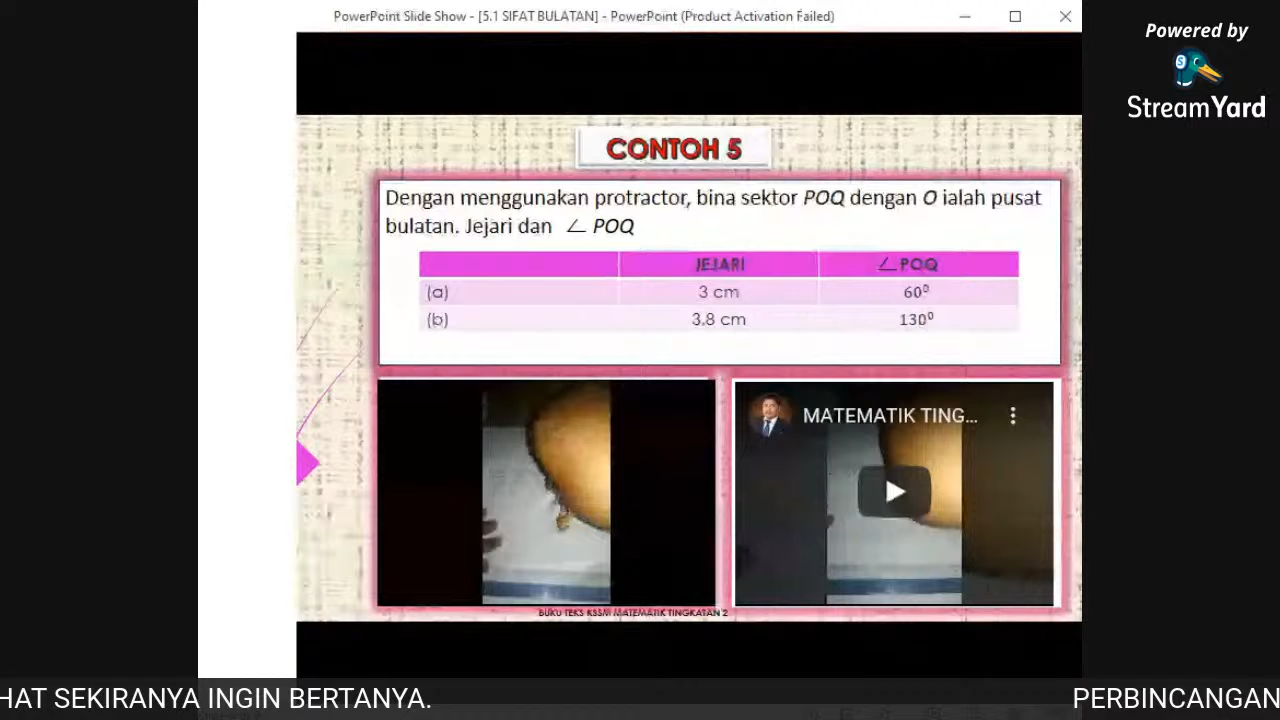 PowerPoint Slide Show - [5.1 SIFAT BULATAN] - PowerPoint (Product Activation Failed)
Powered by
StreamYard
CONTOH 5
Dengan menggunakan protractor, bina sektor POQ dengan O ialah pusat
bulatan. Jejari dan ∠ POQ
JEJARI ∠POQ
(a) 3 cm 60⁰
(b) 3.8 cm 130⁰
MATEMATIK TING...
BUKU TEKS KSSM MATEMATIK TINGKATAN 2
HAT SEKIRANYA INGIN BERTANYA. PERBINCANGAN